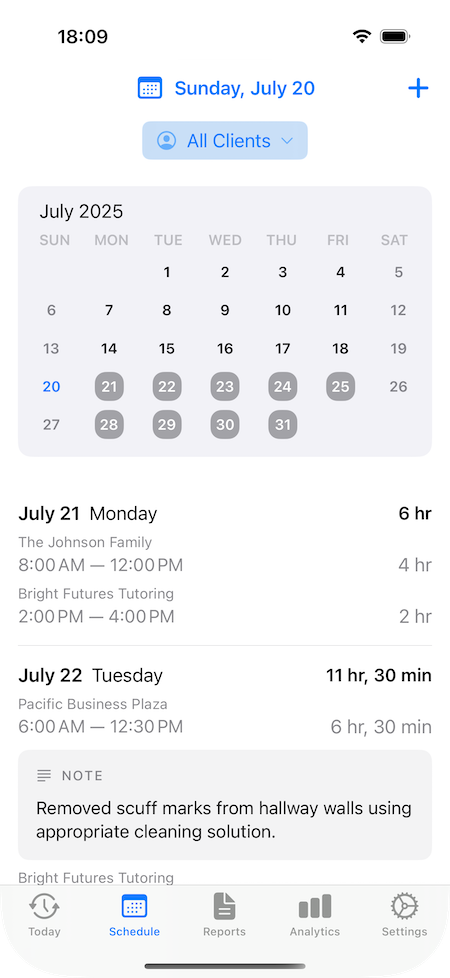 18:09
Sunday, July 20
All Clients
July 2025
SUN MON TUE WED THU FRI SAT
1 2 3 4 5
6 7 8 9 10 11 12
13 14 15 16 17 18 19
20 21 22 23 24 25 26
27 28 29 30 31
July 21 Monday 6 hr
The Johnson Family
8:00 AM — 12:00 PM 4 hr
Bright Futures Tutoring
2:00 PM — 4:00 PM 2 hr
July 22 Tuesday 11 hr, 30 min
Pacific Business Plaza
6:00 AM — 12:30 PM 6 hr, 30 min
NOTE
Removed scuff marks from hallway walls using
appropriate cleaning solution.
Bright Futures Tutoring
Today Schedule Reports Analytics Settings